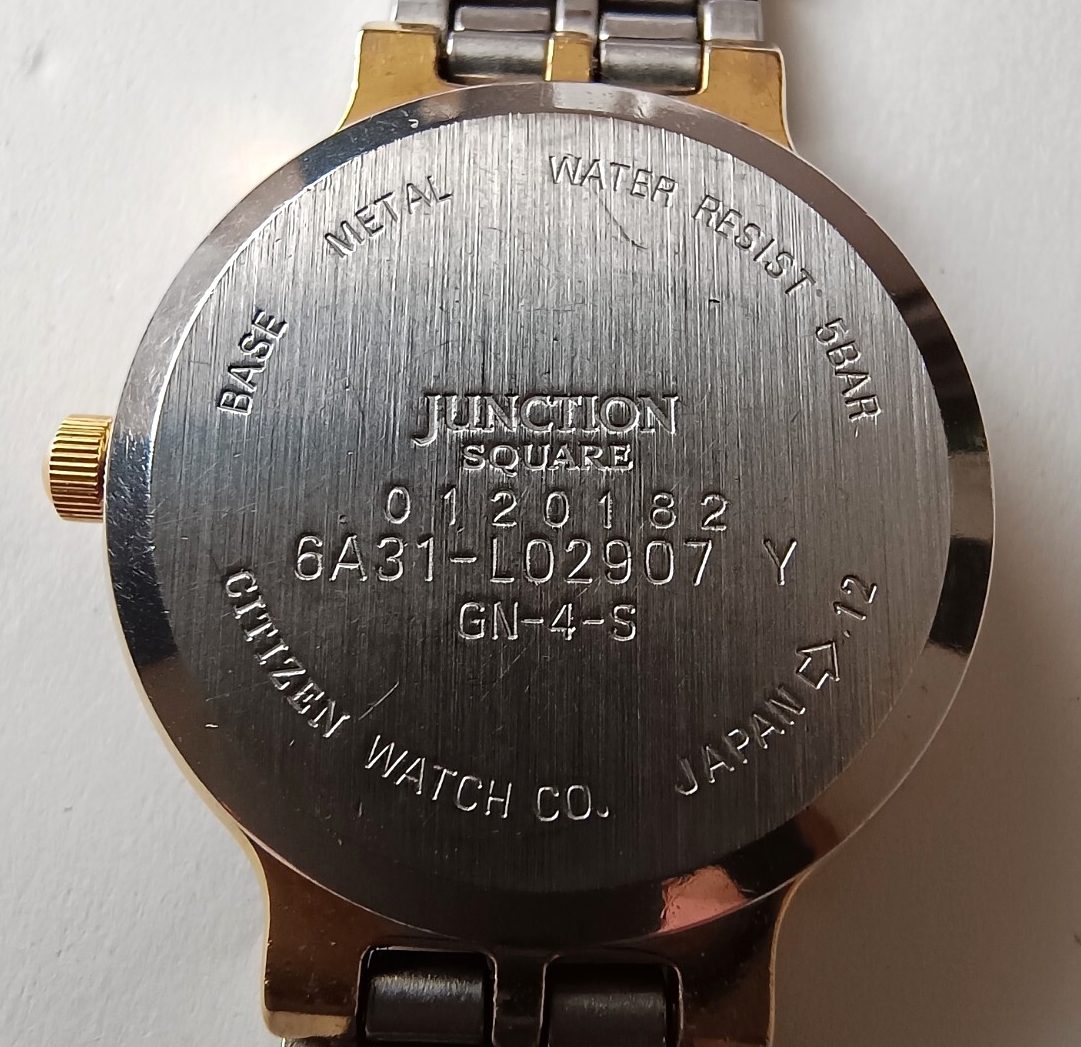 BASE METAL WATER RESIST 5BAR
JUNCTION
SQUARE
0120182
6A31-L02907 Y
GN-4-S
CITIZEN WATCH CO. JAPAN 12